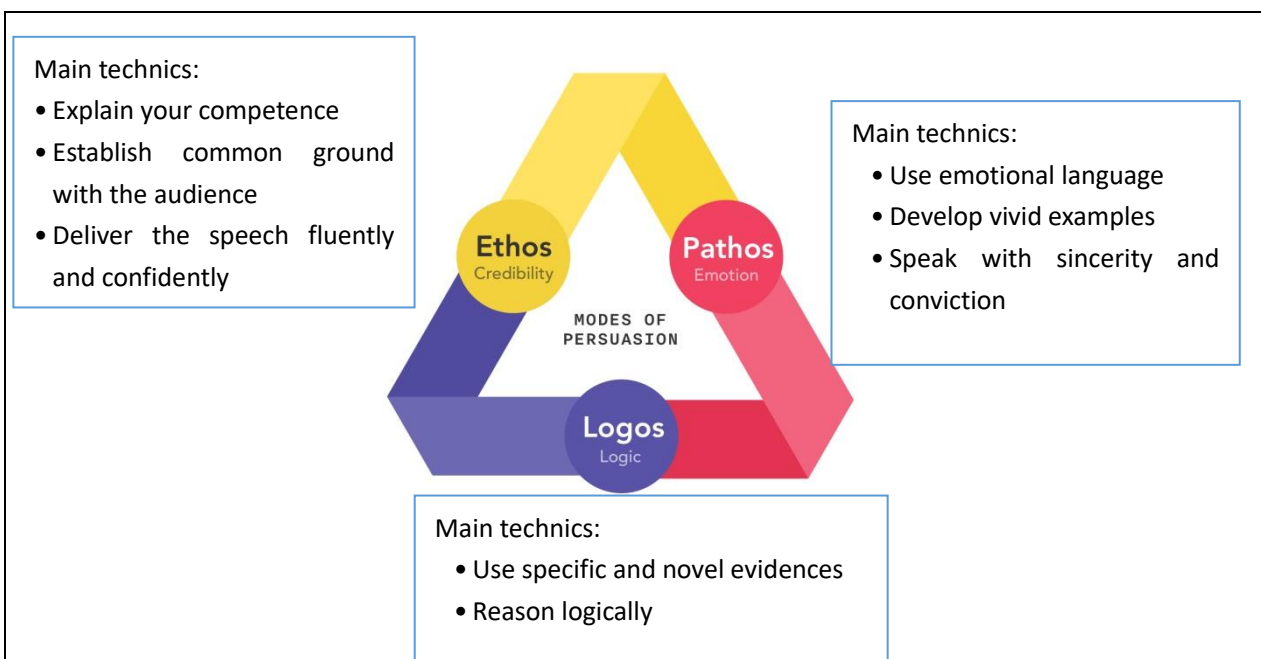 Main technics:
• Explain your competence
• Establish common ground
with the audience
• Deliver the speech fluently
and confidently
Main technics:
• Use emotional language
• Develop vivid examples
• Speak with sincerity and
conviction
Ethos
Credibility
Pathos
Emotion
MODES OF
PERSUASION
Logos
Logic
Main technics:
• Use specific and novel evidences
• Reason logically